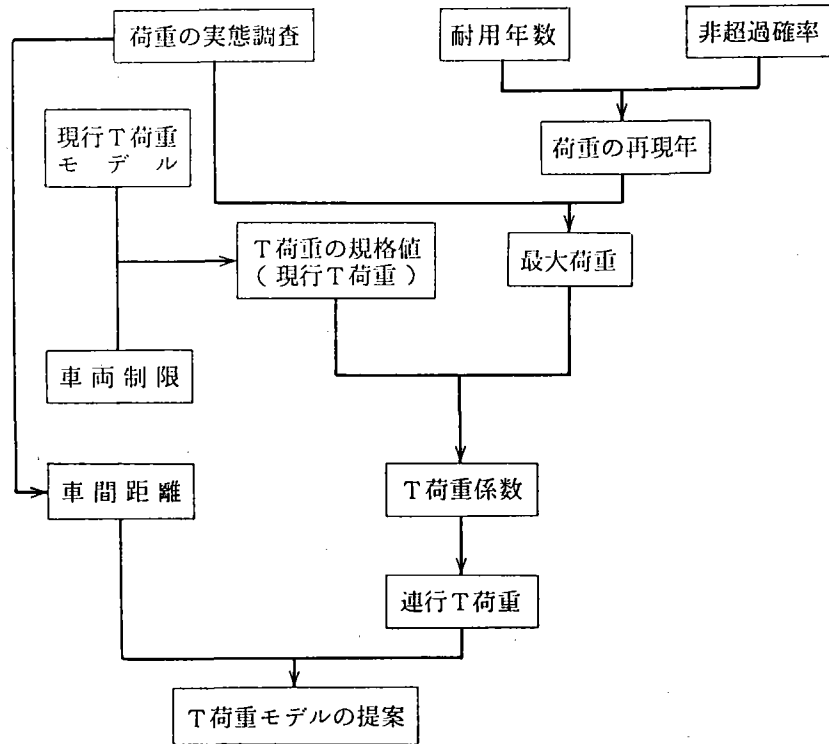 荷重の実態調査
耐用年数
非超過確率
現行T荷重
モデル
荷重の再現年
T荷重の規格値
(現行T荷重)
最大荷重
車両制限
車間距離
T荷重係数
連行T荷重
T荷重モデルの提案